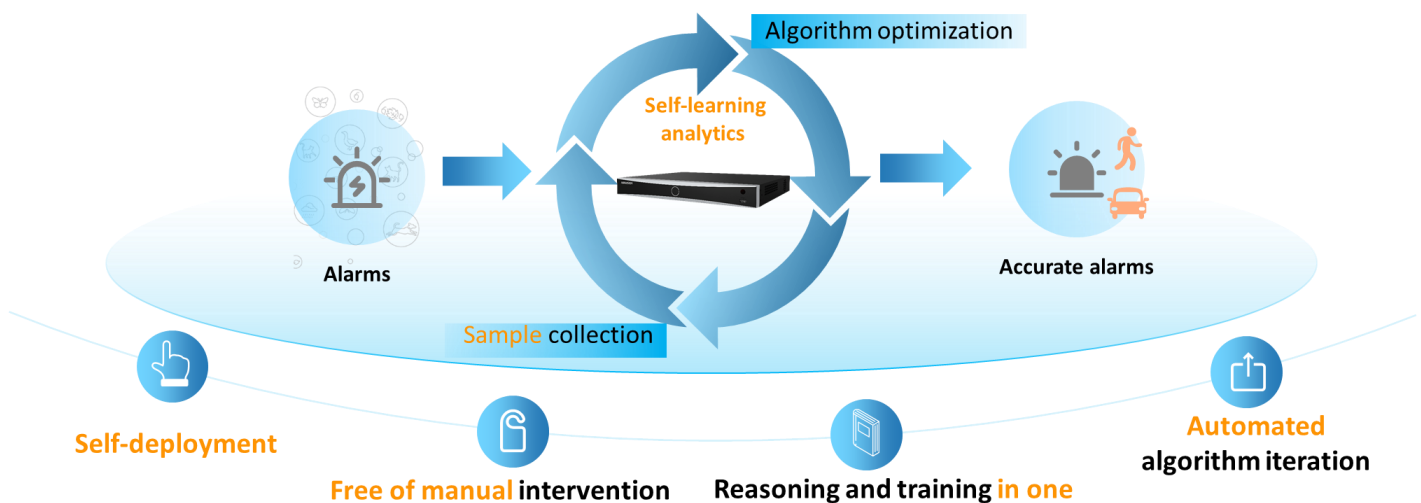 Algorithm optimization
Self-learning
analytics
Alarms
Accurate alarms
Sample collection
Self-deployment
Free of manual intervention
Reasoning and training in one
Automated
algorithm iteration